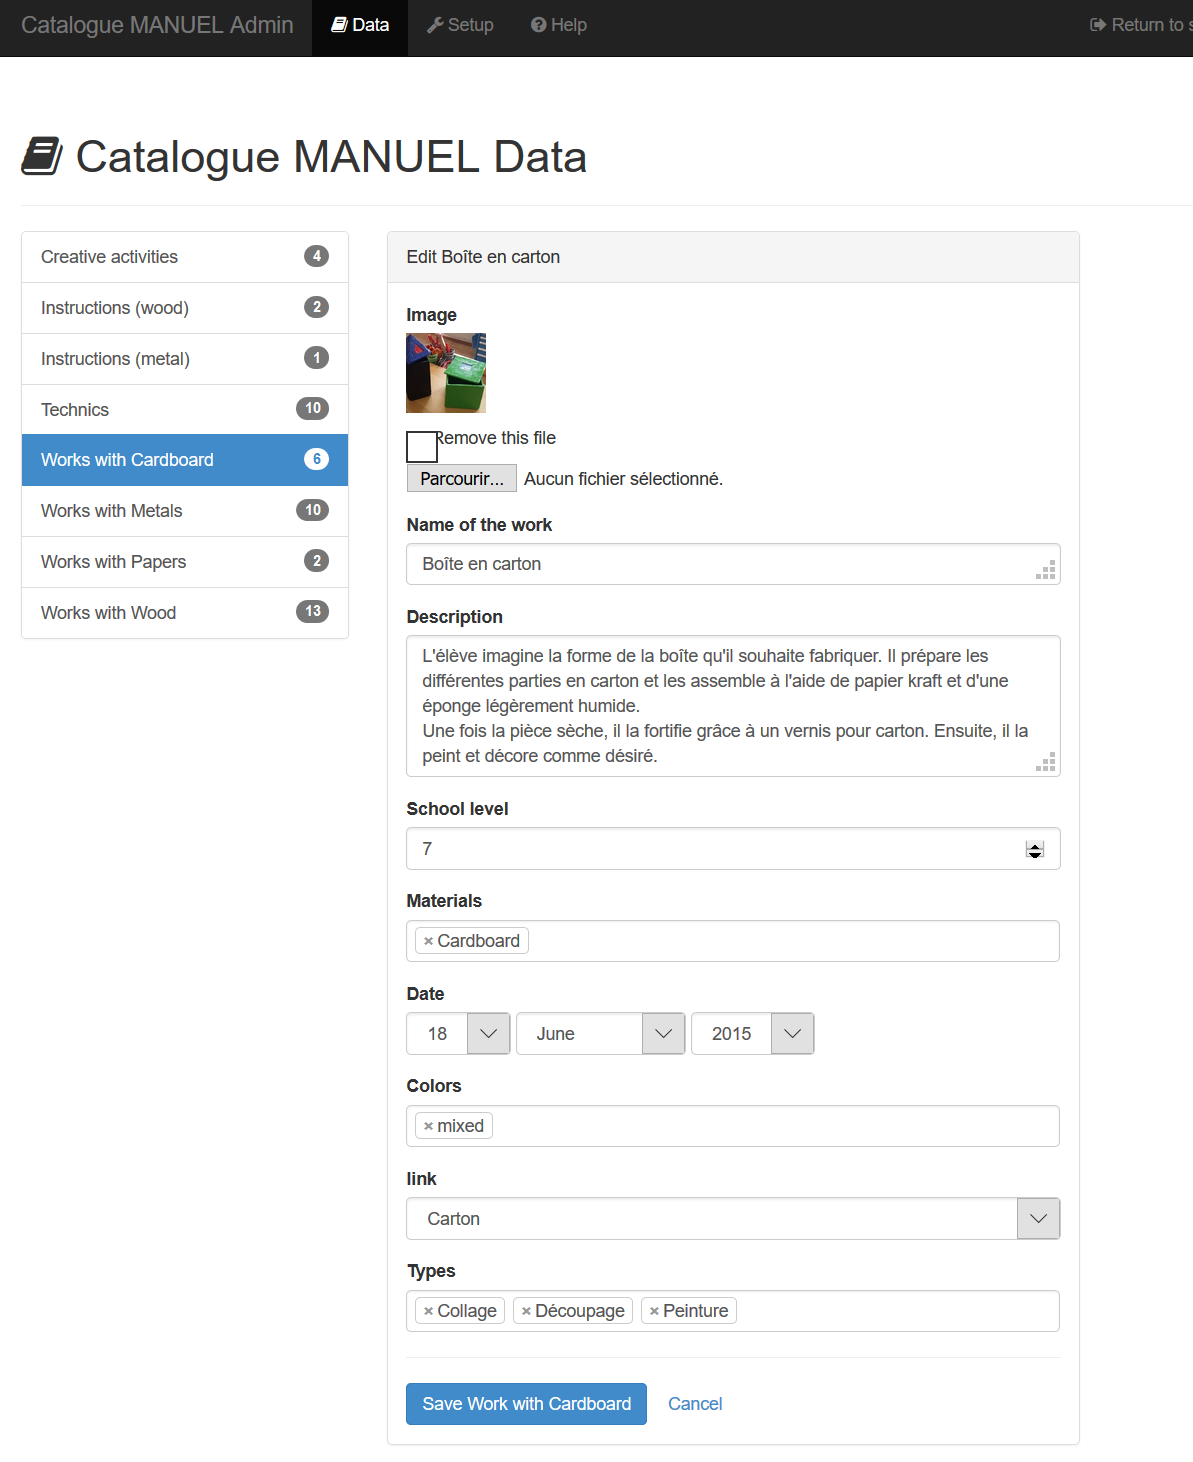 Catalogue MANUEL Admin
Data
Setup
Help
Return to s
Catalogue MANUEL Data
Creative activities 4
Instructions (wood) 2
Instructions (metal) 1
Technics 10
Works with Cardboard 6
Works with Metals 10
Works with Papers 2
Works with Wood 13
Edit Boîte en carton
Image
Remove this file
Parcourir... Aucun fichier sélectionné.
Name of the work
Boîte en carton
Description
L'élève imagine la forme de la boîte qu'il souhaite fabriquer. Il prépare les
différentes parties en carton et les assemble à l'aide de papier kraft et d'une
éponge légèrement humide.
Une fois la pièce sèche, il la fortifie grâce à un vernis pour carton. Ensuite, il la
peint et décore comme désiré.
School level
7
Materials
× Cardboard
Date
18 June 2015
Colors
× mixed
link
Carton
Types
× Collage × Découpage × Peinture
Save Work with Cardboard Cancel